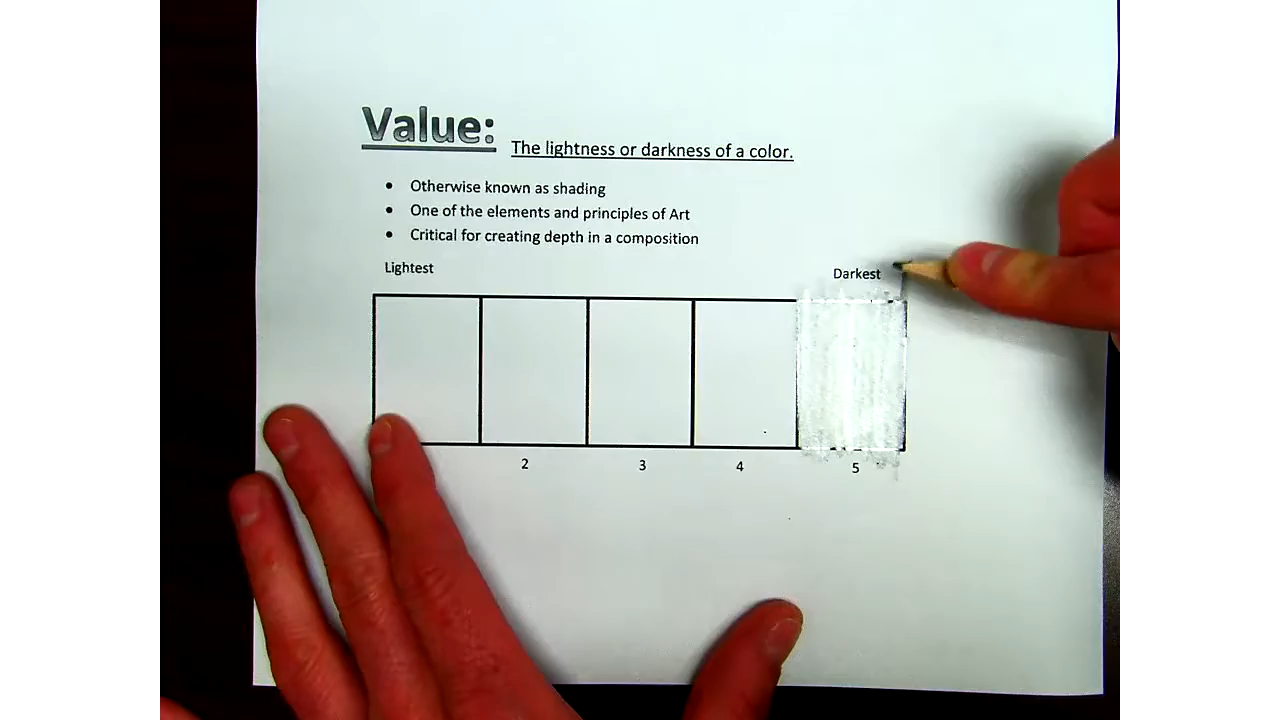 Value: The lightness or darkness of a color.
• Otherwise known as shading
• One of the elements and principles of Art
• Critical for creating depth in a composition
Lightest Darkest
2 3 4 5